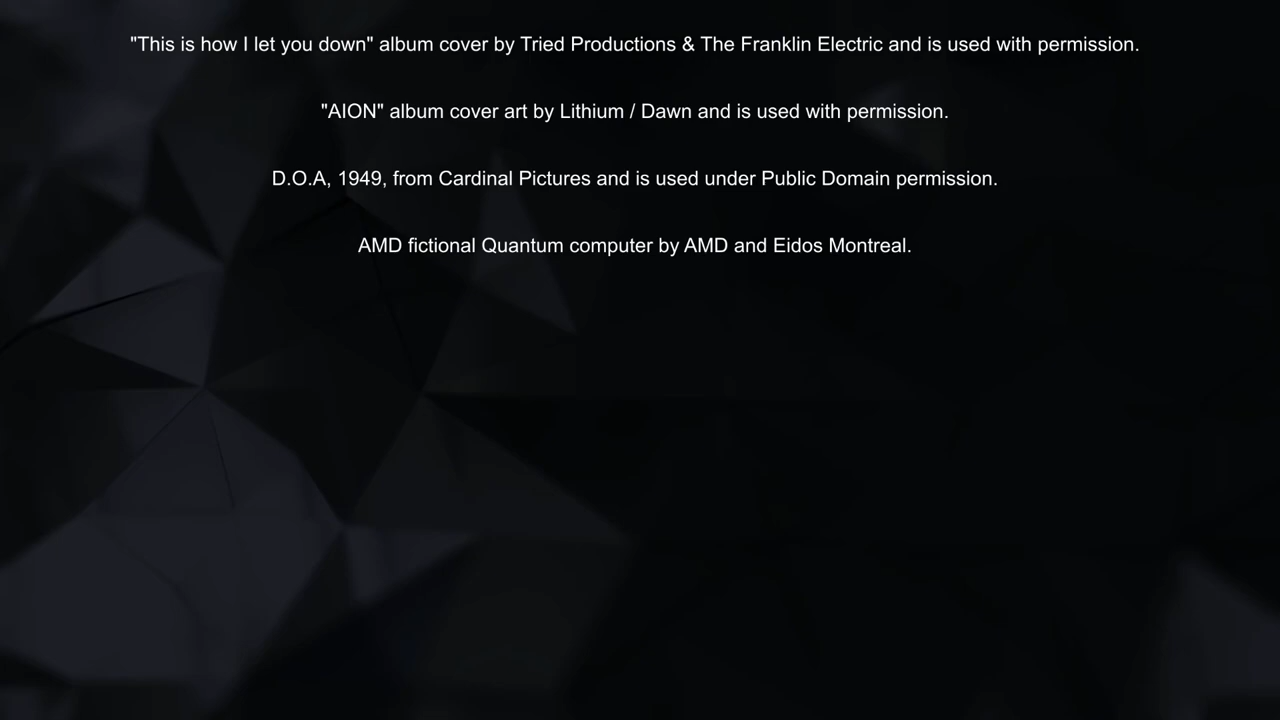 "This is how I let you down" album cover by Tried Productions & The Franklin Electric and is used with permission.
"AION" album cover art by Lithium / Dawn and is used with permission.
D.O.A, 1949, from Cardinal Pictures and is used under Public Domain permission.
AMD fictional Quantum computer by AMD and Eidos Montreal.